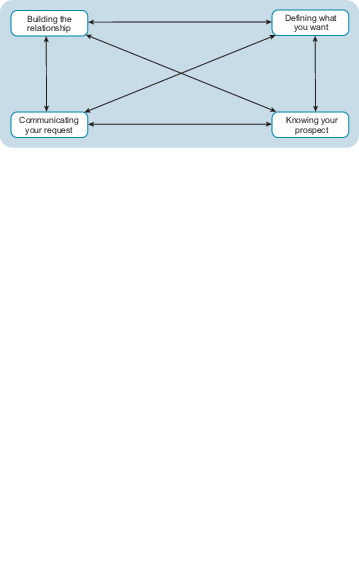 Building the
relationship
Defining what
you want
Communicating
your request
Knowing your
prospect